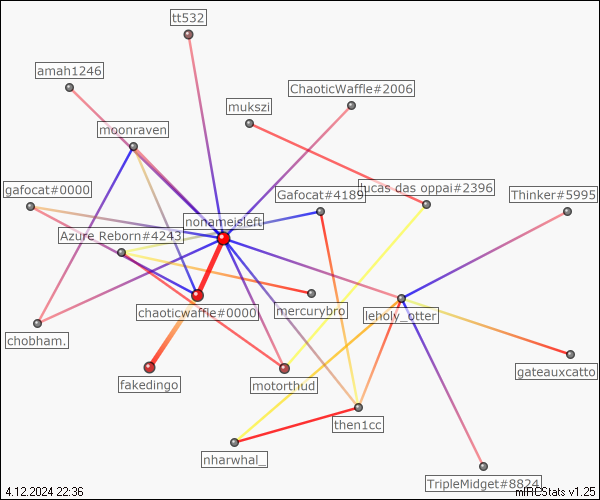 tt532
amah1246
ChaoticWaffle#2006
mukszi
moonraven
gafocat#0000
Gafocat#4189
lucas das oppai#2396
Thinker#5995
nonameisleft
Azure Reborn#4243
chaoticwaffle#0000
mercurybro
leholy_otter
chobham.
fakedingo
motorthud
gateauxcatto
then1cc
nharwhal_
TripleMidget#8824
4.12.2024 22:36
mIRCStats v1.25